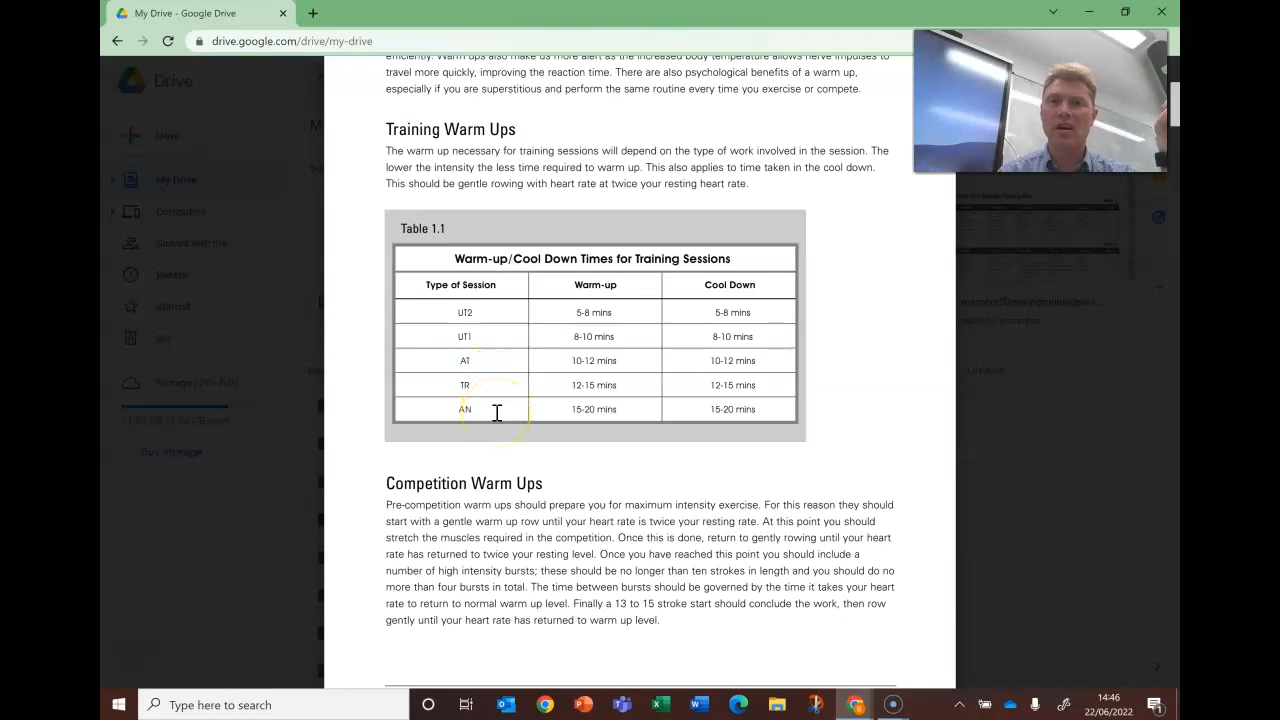 My Drive - Google Drive
drive.google.com/drive/my-drive
Drive
New
My Drive
Computers
Shared with me
Recent
Starred
Bin
Buy storage
efficiently. Warm ups also make us more alert as the increased body temperature allows nerve impulses to
travel more quickly, improving the reaction time. There are also psychological benefits of a warm up,
especially if you are superstitious and perform the same routine every time you exercise or compete.
Training Warm Ups
The warm up necessary for training sessions will depend on the type of work involved in the session. The
lower the intensity the less time required to warm up. This also applies to time taken in the cool down.
This should be gentle rowing with heart rate at twice your resting heart rate.
Table 1.1
Warm-up/Cool Down Times for Training Sessions
Type of Session Warm-up Cool Down
UT2 5-8 mins 5-8 mins
UT1 8-10 mins 8-10 mins
AT 10-12 mins 10-12 mins
TR 12-15 mins 12-15 mins
AN 15-20 mins 15-20 mins
Competition Warm Ups
Pre-competition warm ups should prepare you for maximum intensity exercise. For this reason they should
start with a gentle warm up row until your heart rate is twice your resting rate. At this point you should
stretch the muscles required in the competition. Once this is done, return to gently rowing until your heart
rate has returned to twice your resting level. Once you have reached this point you should include a
number of high intensity bursts; these should be no longer than ten strokes in length and you should do no
more than four bursts in total. The time between bursts should be governed by the time it takes your heart
rate to return to normal warm up level. Finally a 13 to 15 stroke start should conclude the work, then row
gently until your heart rate has returned to warm up level.
Type here to search
14:46
22/06/2022